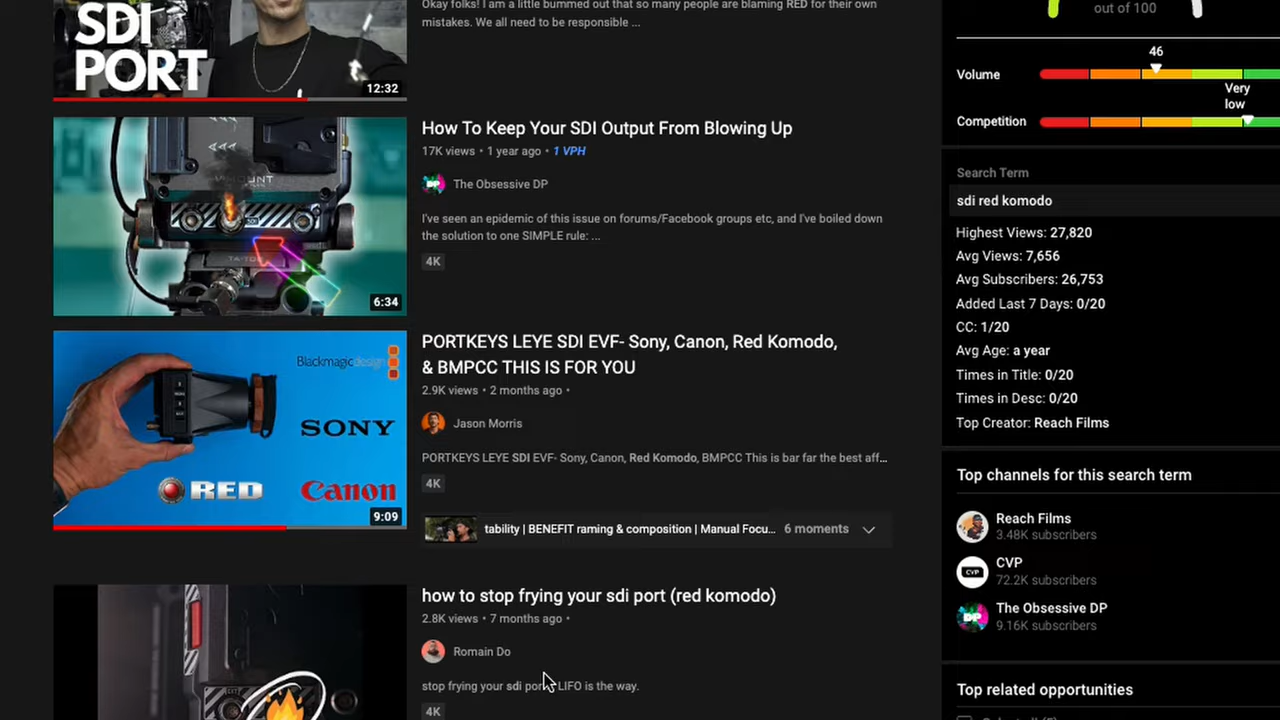 SDI
PORT
12:32
Okay folks! I am a little bummed out that so many people are blaming RED for their own
mistakes. We all need to be responsible ...
6:34
How To Keep Your SDI Output From Blowing Up
17K views • 1 year ago • 1 VPH
DP
The Obsessive DP
I've seen an epidemic of this issue on forums/Facebook groups etc, and I've boiled down
the solution to one SIMPLE rule: ...
4K
Blackmagicdesign
SONY
RED
Canon
9:09
PORTKEYS LEYE SDI EVF- Sony, Canon, Red Komodo,
& BMPCC THIS IS FOR YOU
2.9K views • 2 months ago •
Jason Morris
PORTKEYS LEYE SDI EVF- Sony, Canon, Red Komodo, BMPCC This is bar far the best aff...
4K
tability | BENEFIT raming & composition | Manual Focu...
6 moments
how to stop frying your sdi port (red komodo)
2.8K views • 7 months ago •
Romain Do
stop frying your sdi port LIFO is the way.
4K
out of 100
46
Volume
Very
low
Competition
Search Term
sdi red komodo
Highest Views: 27,820
Avg Views: 7,656
Avg Subscribers: 26,753
Added Last 7 Days: 0/20
CC: 1/20
Avg Age: a year
Times in Title: 0/20
Times in Desc: 0/20
Top Creator: Reach Films
Top channels for this search term
Reach Films
3.48K subscribers
CVP
CVP
72.2K subscribers
DP
The Obsessive DP
9.16K subscribers
Top related opportunities